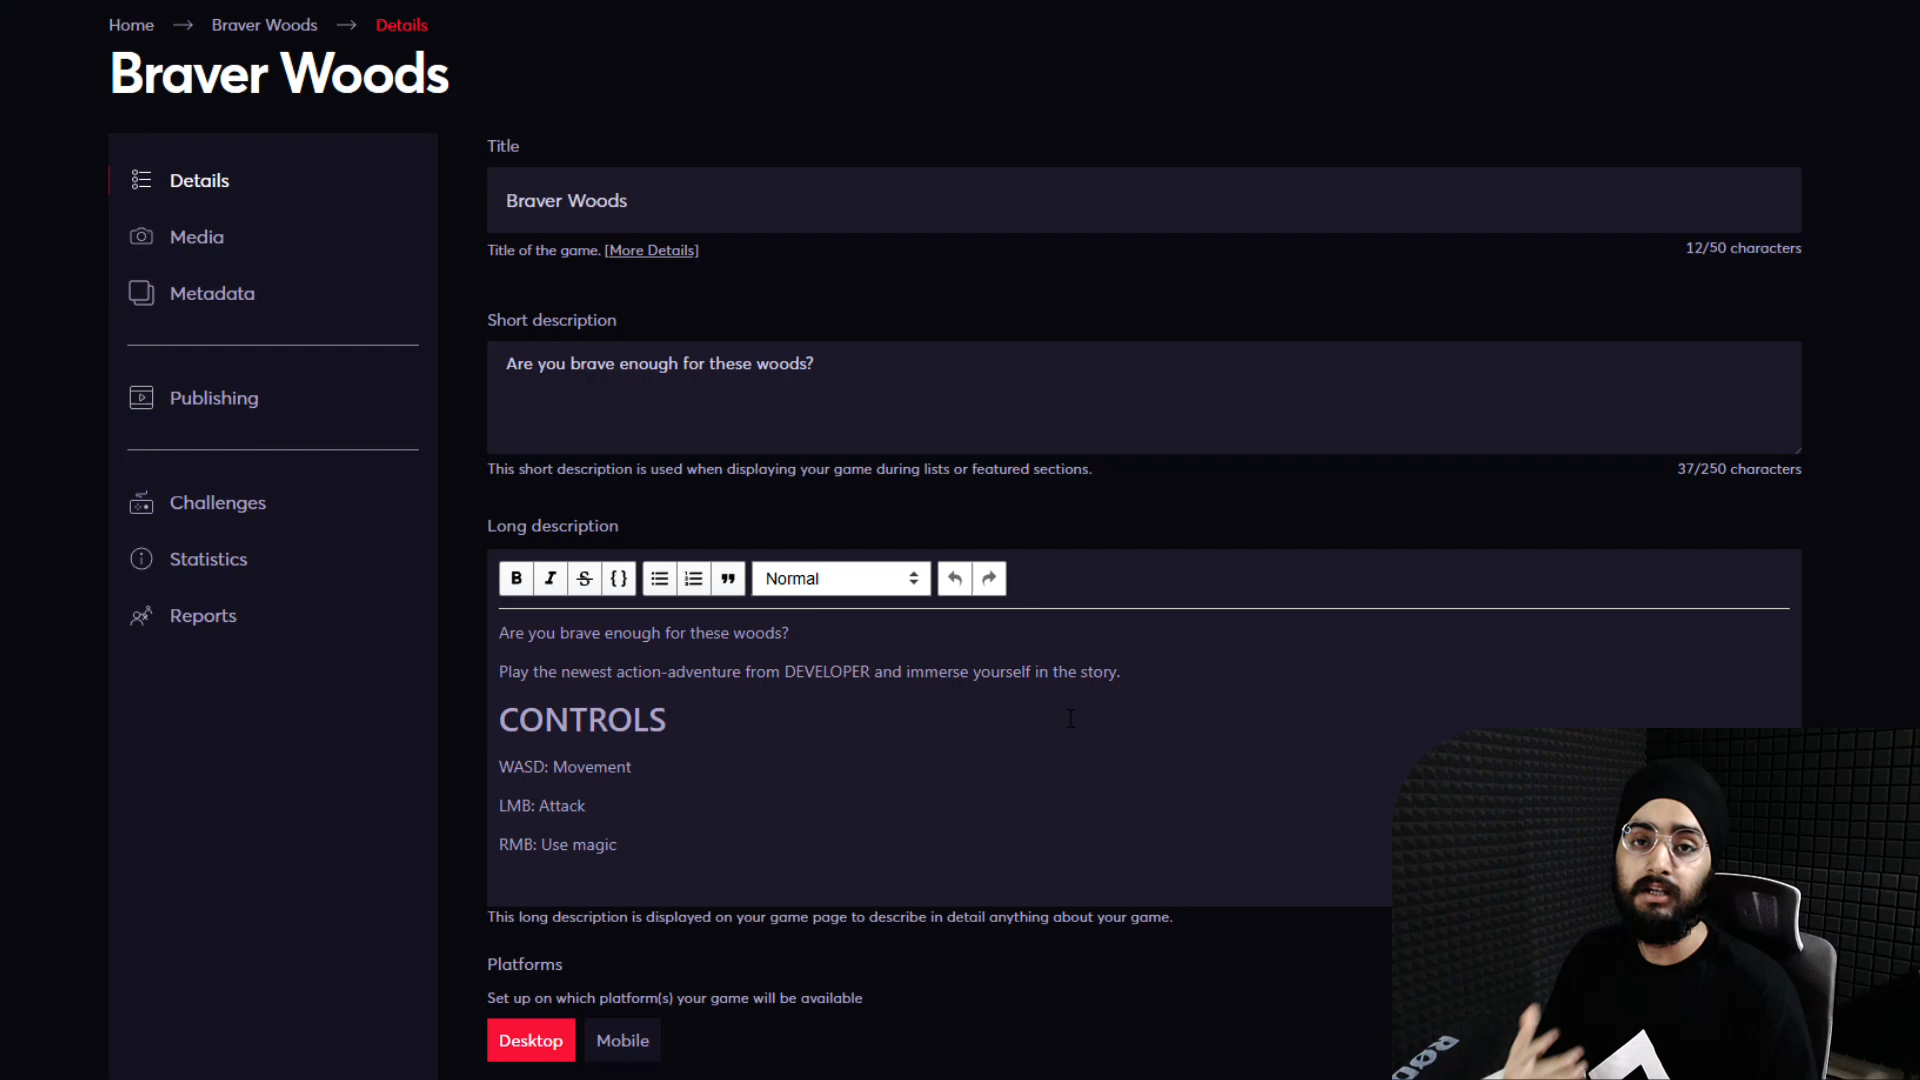 Home → Braver Woods → Details
Braver Woods
Details
Media
Metadata
Publishing
Challenges
Statistics
Reports
Title
Braver Woods
Title of the game. [More Details]
12/50 characters
Short description
Are you brave enough for these woods?
This short description is used when displaying your game during lists or featured sections.
37/250 characters
Long description
B I S {} Normal
Are you brave enough for these woods?
Play the newest action-adventure from DEVELOPER and immerse yourself in the story.
CONTROLS
WASD: Movement
LMB: Attack
RMB: Use magic
This long description is displayed on your game page to describe in detail anything about your game.
Platforms
Set up on which platform(s) your game will be available
Desktop
Mobile